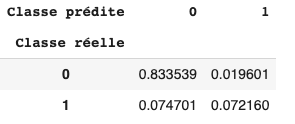 Classe prédite 0 1
Classe réelle
0 0.833539 0.019601
1 0.074701 0.072160